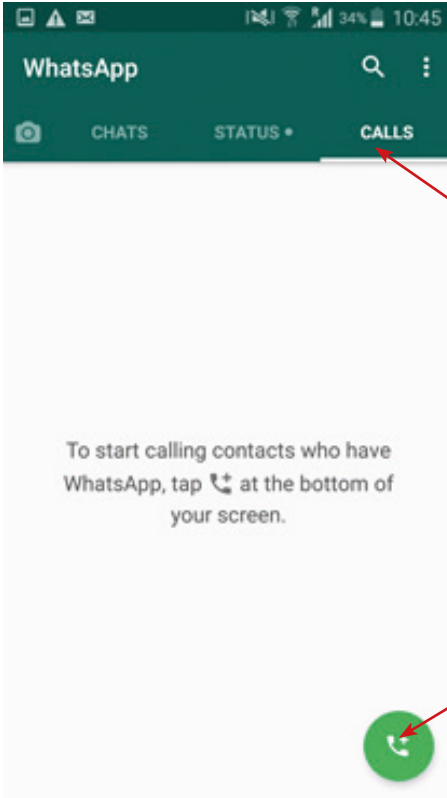 34% 10:45
WhatsApp
CHATS STATUS • CALLS
To start calling contacts who have
WhatsApp, tap at the bottom of
your screen.